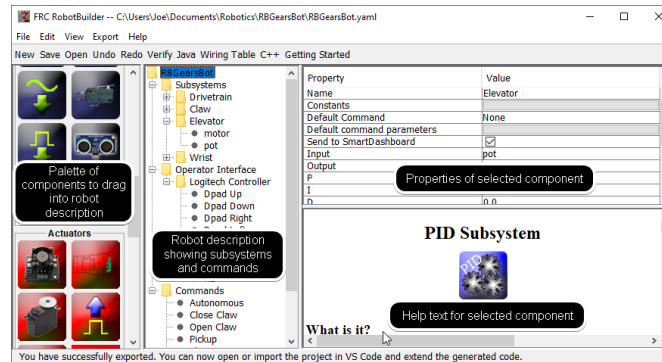 FRC RobotBuilder -- C:\Users\Joe\Documents\Robotics\RBGearsBot\RBGearsBot.yaml
File Edit View Export Help
New Save Open Undo Redo Verify Java Wiring Table C++ Getting Started
Palette of
components to drag
into robot
description
Actuators
RBGearsBot
Subsystems
Drivetrain
Claw
Elevator
motor
pot
Wrist
Operator Interface
Logitech Controller
Dpad Up
Dpad Down
Dpad Right
Robot description
showing subsystems
and commands
Commands
Autonomous
Close Claw
Open Claw
Pickup
Property Value
Name Elevator
Constants
Default Command None
Default command parameters
Send to SmartDashboard
Input pot
Output
P
I
D 0.0
Properties of selected component
PID Subsystem
PID
Help text for selected component
What is it?
You have successfully exported. You can now open or import the project in VS Code and extend the generated code.